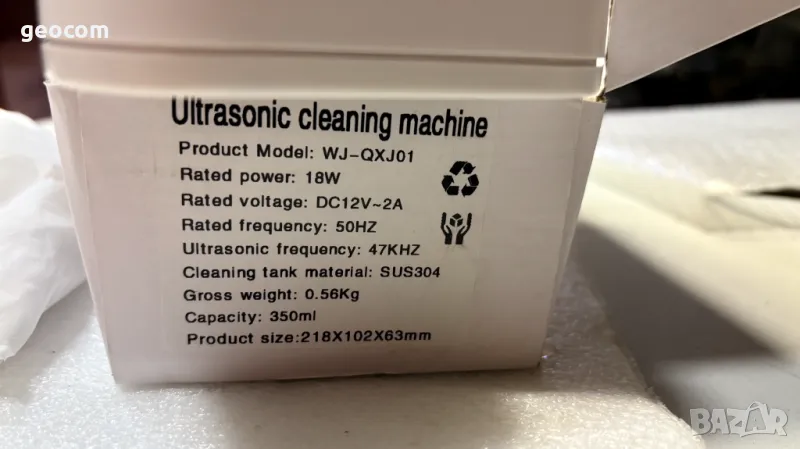 geocom
Ultrasonic cleaning machine
Product Model: WJ-QXJ01
Rated power: 18W
Rated voltage: DC12V~2A
Rated frequency: 50HZ
Ultrasonic frequency: 47KHZ
Cleaning tank material: SUS304
Gross weight: 0.56Kg
Capacity: 350ml
Product size:218X102X63mm
BAZAR